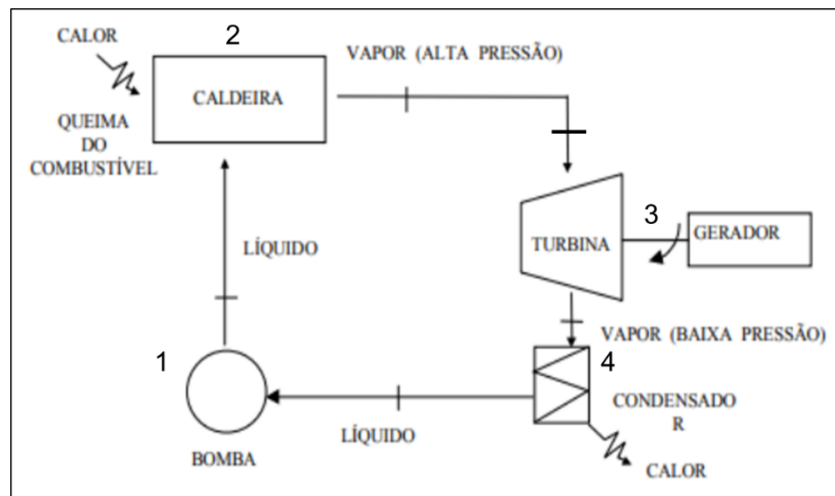 CALOR
2
VAPOR (ALTA PRESSÃO)
CALDEIRA
QUEIMA
DO
COMBUSTÍVEL
3
GERADOR
TURBINA
LÍQUIDO
VAPOR (BAIXA PRESSÃO)
1
4
CONDENSADO
R
LÍQUIDO
BOMBA
CALOR